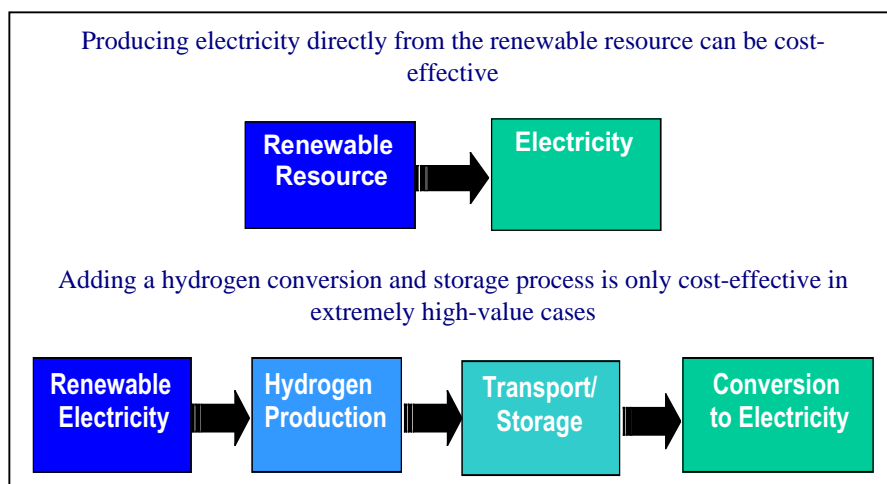 Producing electricity directly from the renewable resource can be cost-
effective
Renewable
Resource
Electricity
Adding a hydrogen conversion and storage process is only cost-effective in
extremely high-value cases
Renewable
Electricity
Hydrogen
Production
Transport/
Storage
Conversion
to Electricity